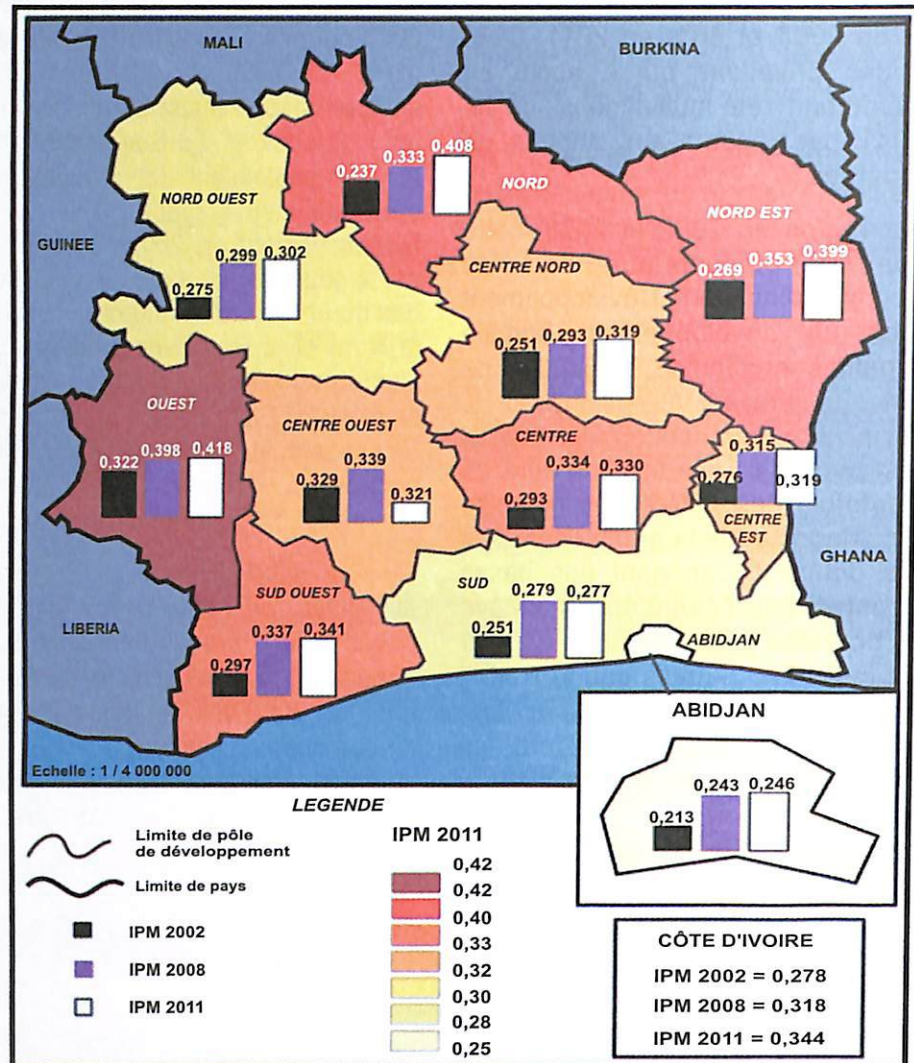 MALI
BURKINA
0,408
0,333
0,237
NORD
NORD OUEST
NORD EST
GUINEE
0,399
0,353
0,269
0,299
0,302
0,275
CENTRE NORD
0,319
0,293
0,251
OUEST
CENTRE OUEST
CENTRE
0,418
0,398
0,322
0,339
0,329
0,321
0,334
0,330
0,293
0,315
0,276
0,319
CENTRE
EST
GHANA
SUD OUEST
SUD
0,279
0,277
0,251
LIBERIA
0,337
0,341
0,297
ABIDJAN
Echelle : 1 / 4 000 000
ABIDJAN
0,243
0,246
0,213
LEGENDE
Limite de pôle
de développement
Limite de pays
IPM 2002
IPM 2008
IPM 2011
IPM 2011
0,42
0,42
0,40
0,33
0,32
0,30
0,28
0,25
CÔTE D'IVOIRE
IPM 2002 = 0,278
IPM 2008 = 0,318
IPM 2011 = 0,344